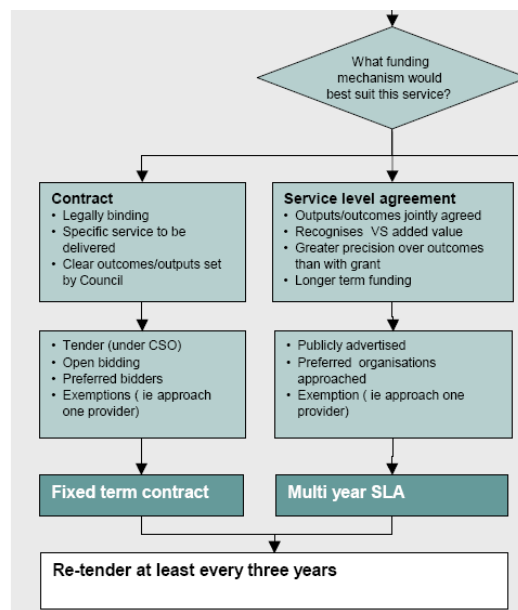 What funding
mechanism would
best suit this service?
Contract
• Legally binding
• Specific service to be
delivered
• Clear outcomes/outputs set
by Council
Service level agreement
• Outputs/outcomes jointly agreed
• Recognises VS added value
• Greater precision over outcomes
than with grant
• Longer term funding
• Tender (under CSO)
• Open bidding
• Preferred bidders
• Exemptions ( ie approach
one provider)
• Publicly advertised
• Preferred organisations
approached
• Exemption ( ie approach one
provider)
Fixed term contract
Multi year SLA
Re-tender at least every three years